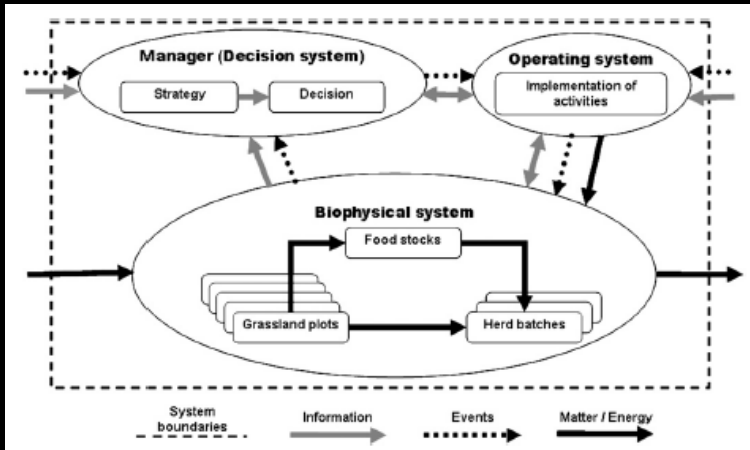 Manager (Decision system)
Operating system
Strategy
Decision
Implementation of
activities
Biophysical system
Food stocks
Grassland plots
Herd batches
System
boundaries
Information
Events
Matter / Energy